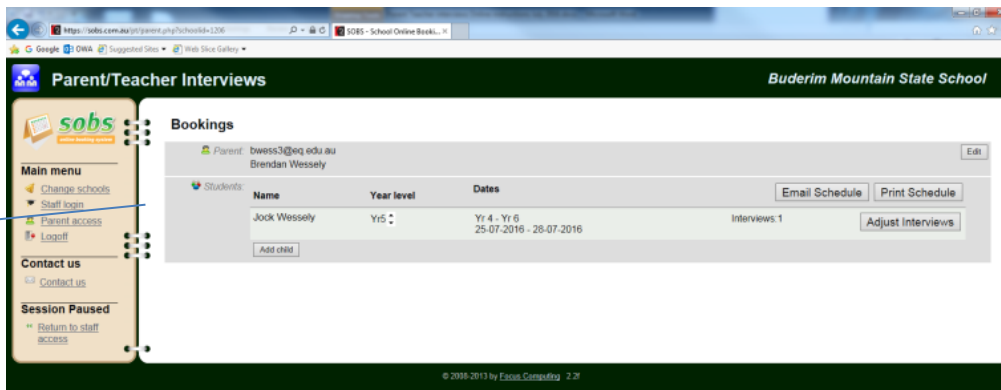 https://sobs.com.au/pt/parent.php?schoolid=1206
SOBS - School Online Booki...
Google
OWA
Suggested Sites
Web Slice Gallery
Parent/Teacher Interviews
Buderim Mountain State School
sobs
online booking system
Main menu
Change schools
Staff login
Parent access
Logoff
Contact us
Contact us
Session Paused
Return to staff
access
Bookings
Parent: bwess3@eq.edu.au
Brendan Wessely
Edit
Students:
Name Year level Dates
Email Schedule Print Schedule
Jock Wessely Yr5 Yr 4 - Yr 6 Interviews:1 Adjust Interviews
25-07-2016 - 28-07-2016
Add child
© 2008-2013 by Focus Computing 2.2f